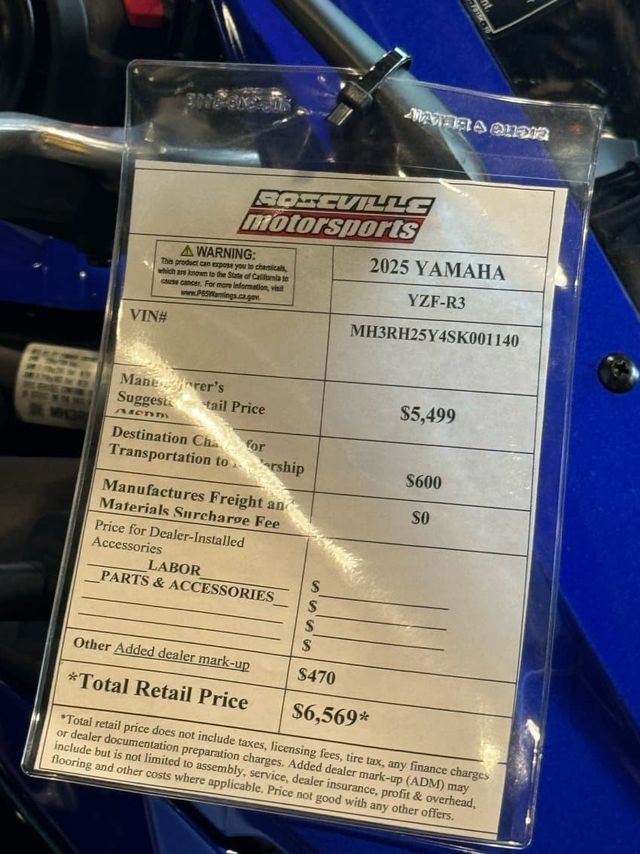 ROSEVILLE
motorsports
WARNING:
This product can expose you to chemicals,
which are known to the State of California to
cause cancer. For more information, visit
www.P65Warnings.ca.gov.
2025 YAMAHA
YZF-R3
VIN#
MH3RH25Y4SK001140
Manufacturer's
Suggested Retail Price
(MSRP)
$5,499
Destination Charge for
Transportation to Dealership
$600
Manufactures Freight and
Materials Surcharge Fee
$0
Price for Dealer-Installed
Accessories
LABOR
$
PARTS & ACCESSORIES
$
$
$
Other Added dealer mark-up
$470
*Total Retail Price
$6,569*
*Total retail price does not include taxes, licensing fees, tire tax, any finance charges
or dealer documentation preparation charges. Added dealer mark-up (ADM) may
include but is not limited to assembly, service, dealer insurance, profit & overhead,
flooring and other costs where applicable. Price not good with any other offers.